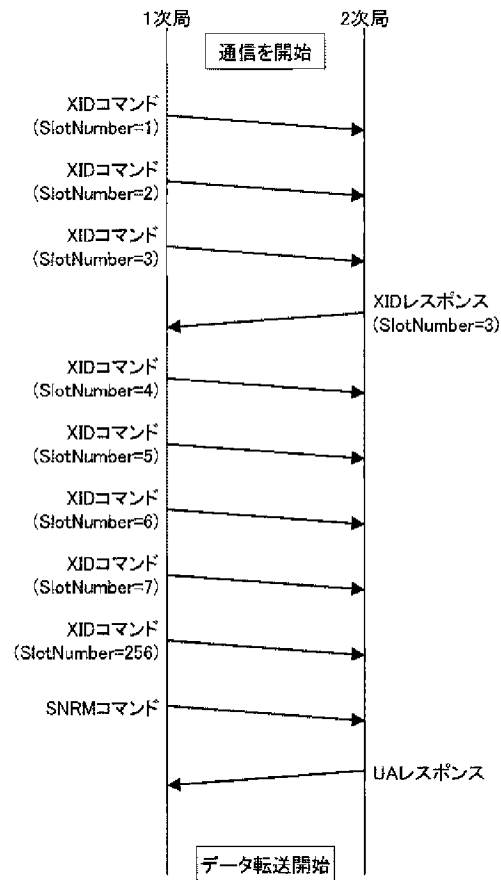 1次局
2次局
通信を開始
XIDコマンド
(SlotNumber=1)
XIDコマンド
(SlotNumber=2)
XIDコマンド
(SlotNumber=3)
XIDレスポンス
(SlotNumber=3)
XIDコマンド
(SlotNumber=4)
XIDコマンド
(SlotNumber=5)
XIDコマンド
(SlotNumber=6)
XIDコマンド
(SlotNumber=7)
XIDコマンド
(SlotNumber=256)
SNRMコマンド
UAレスポンス
データ転送開始